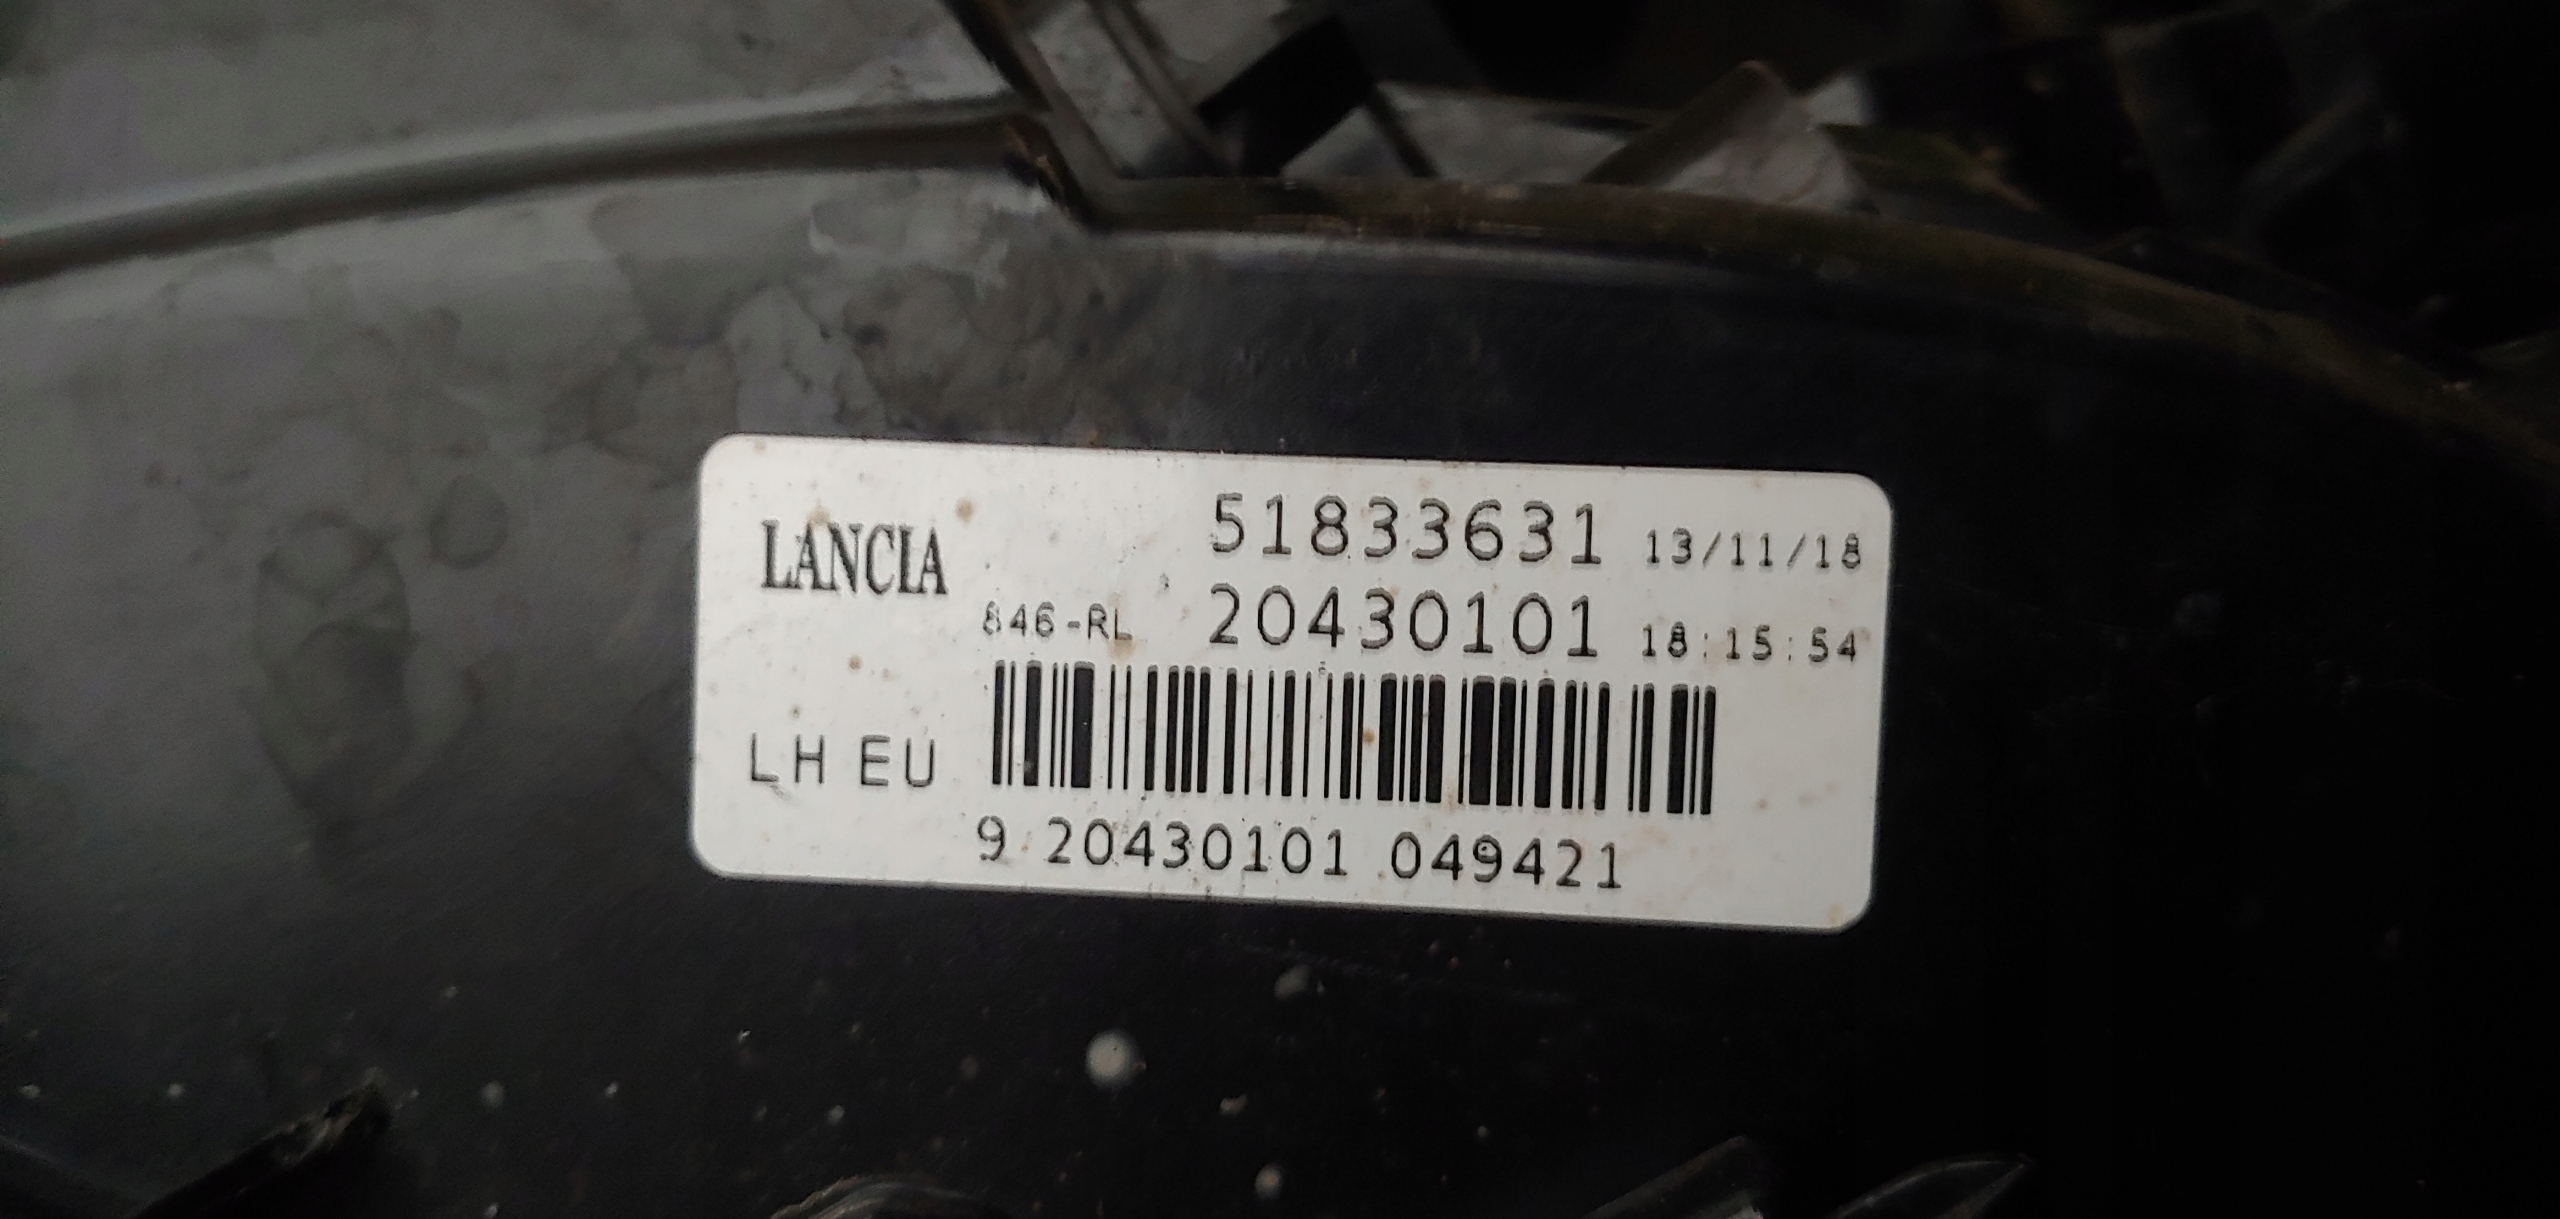 51833631 13/11/18
LANCIA
846-RL 20430101 18:15:54
LH EU
9 20430101 049421